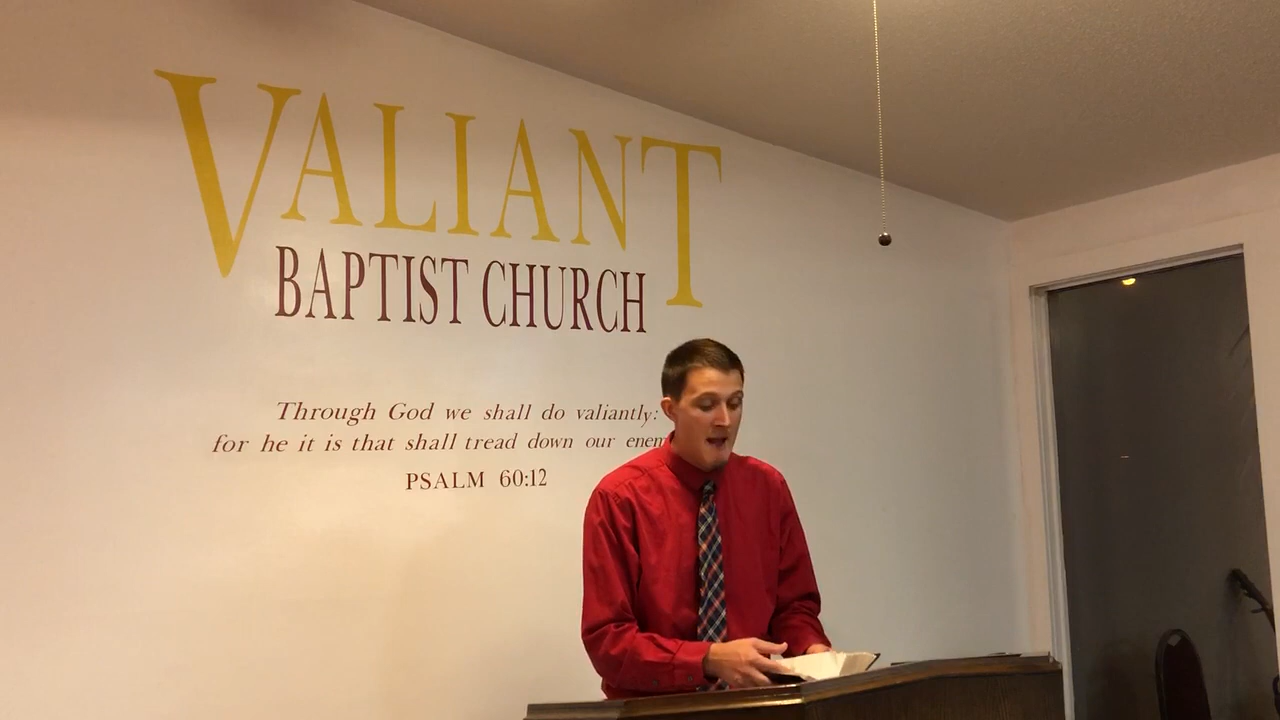 VALIANT
BAPTIST CHURCH
Through God we shall do valiantly:
for he it is that shall tread down our
PSALM 60:12